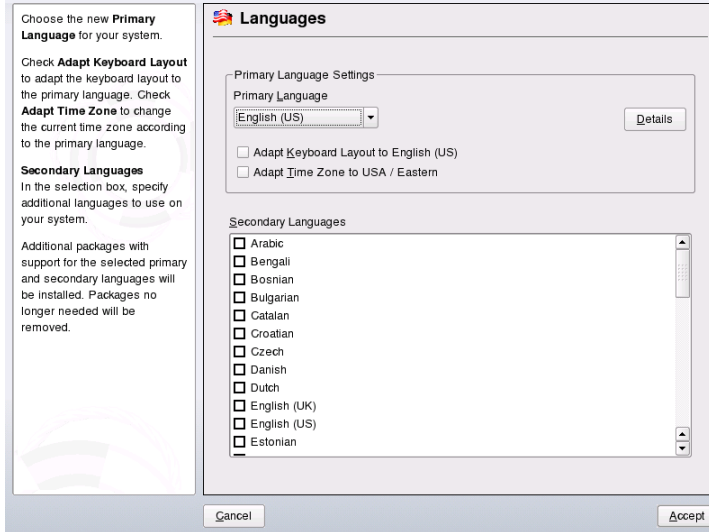 Choose the new Primary
Language for your system.
Check Adapt Keyboard Layout
to adapt the keyboard layout to
the primary language. Check
Adapt Time Zone to change
the current time zone according
to the primary language.
Secondary Languages
In the selection box, specify
additional languages to use on
your system.
Additional packages with
support for the selected primary
and secondary languages will
be installed. Packages no
longer needed will be
removed.
Languages
Primary Language Settings
Primary Language
English (US)
Details
Adapt Keyboard Layout to English (US)
Adapt Time Zone to USA / Eastern
Secondary Languages
Arabic
Bengali
Bosnian
Bulgarian
Catalan
Croatian
Czech
Danish
Dutch
English (UK)
English (US)
Estonian
Cancel
Accept